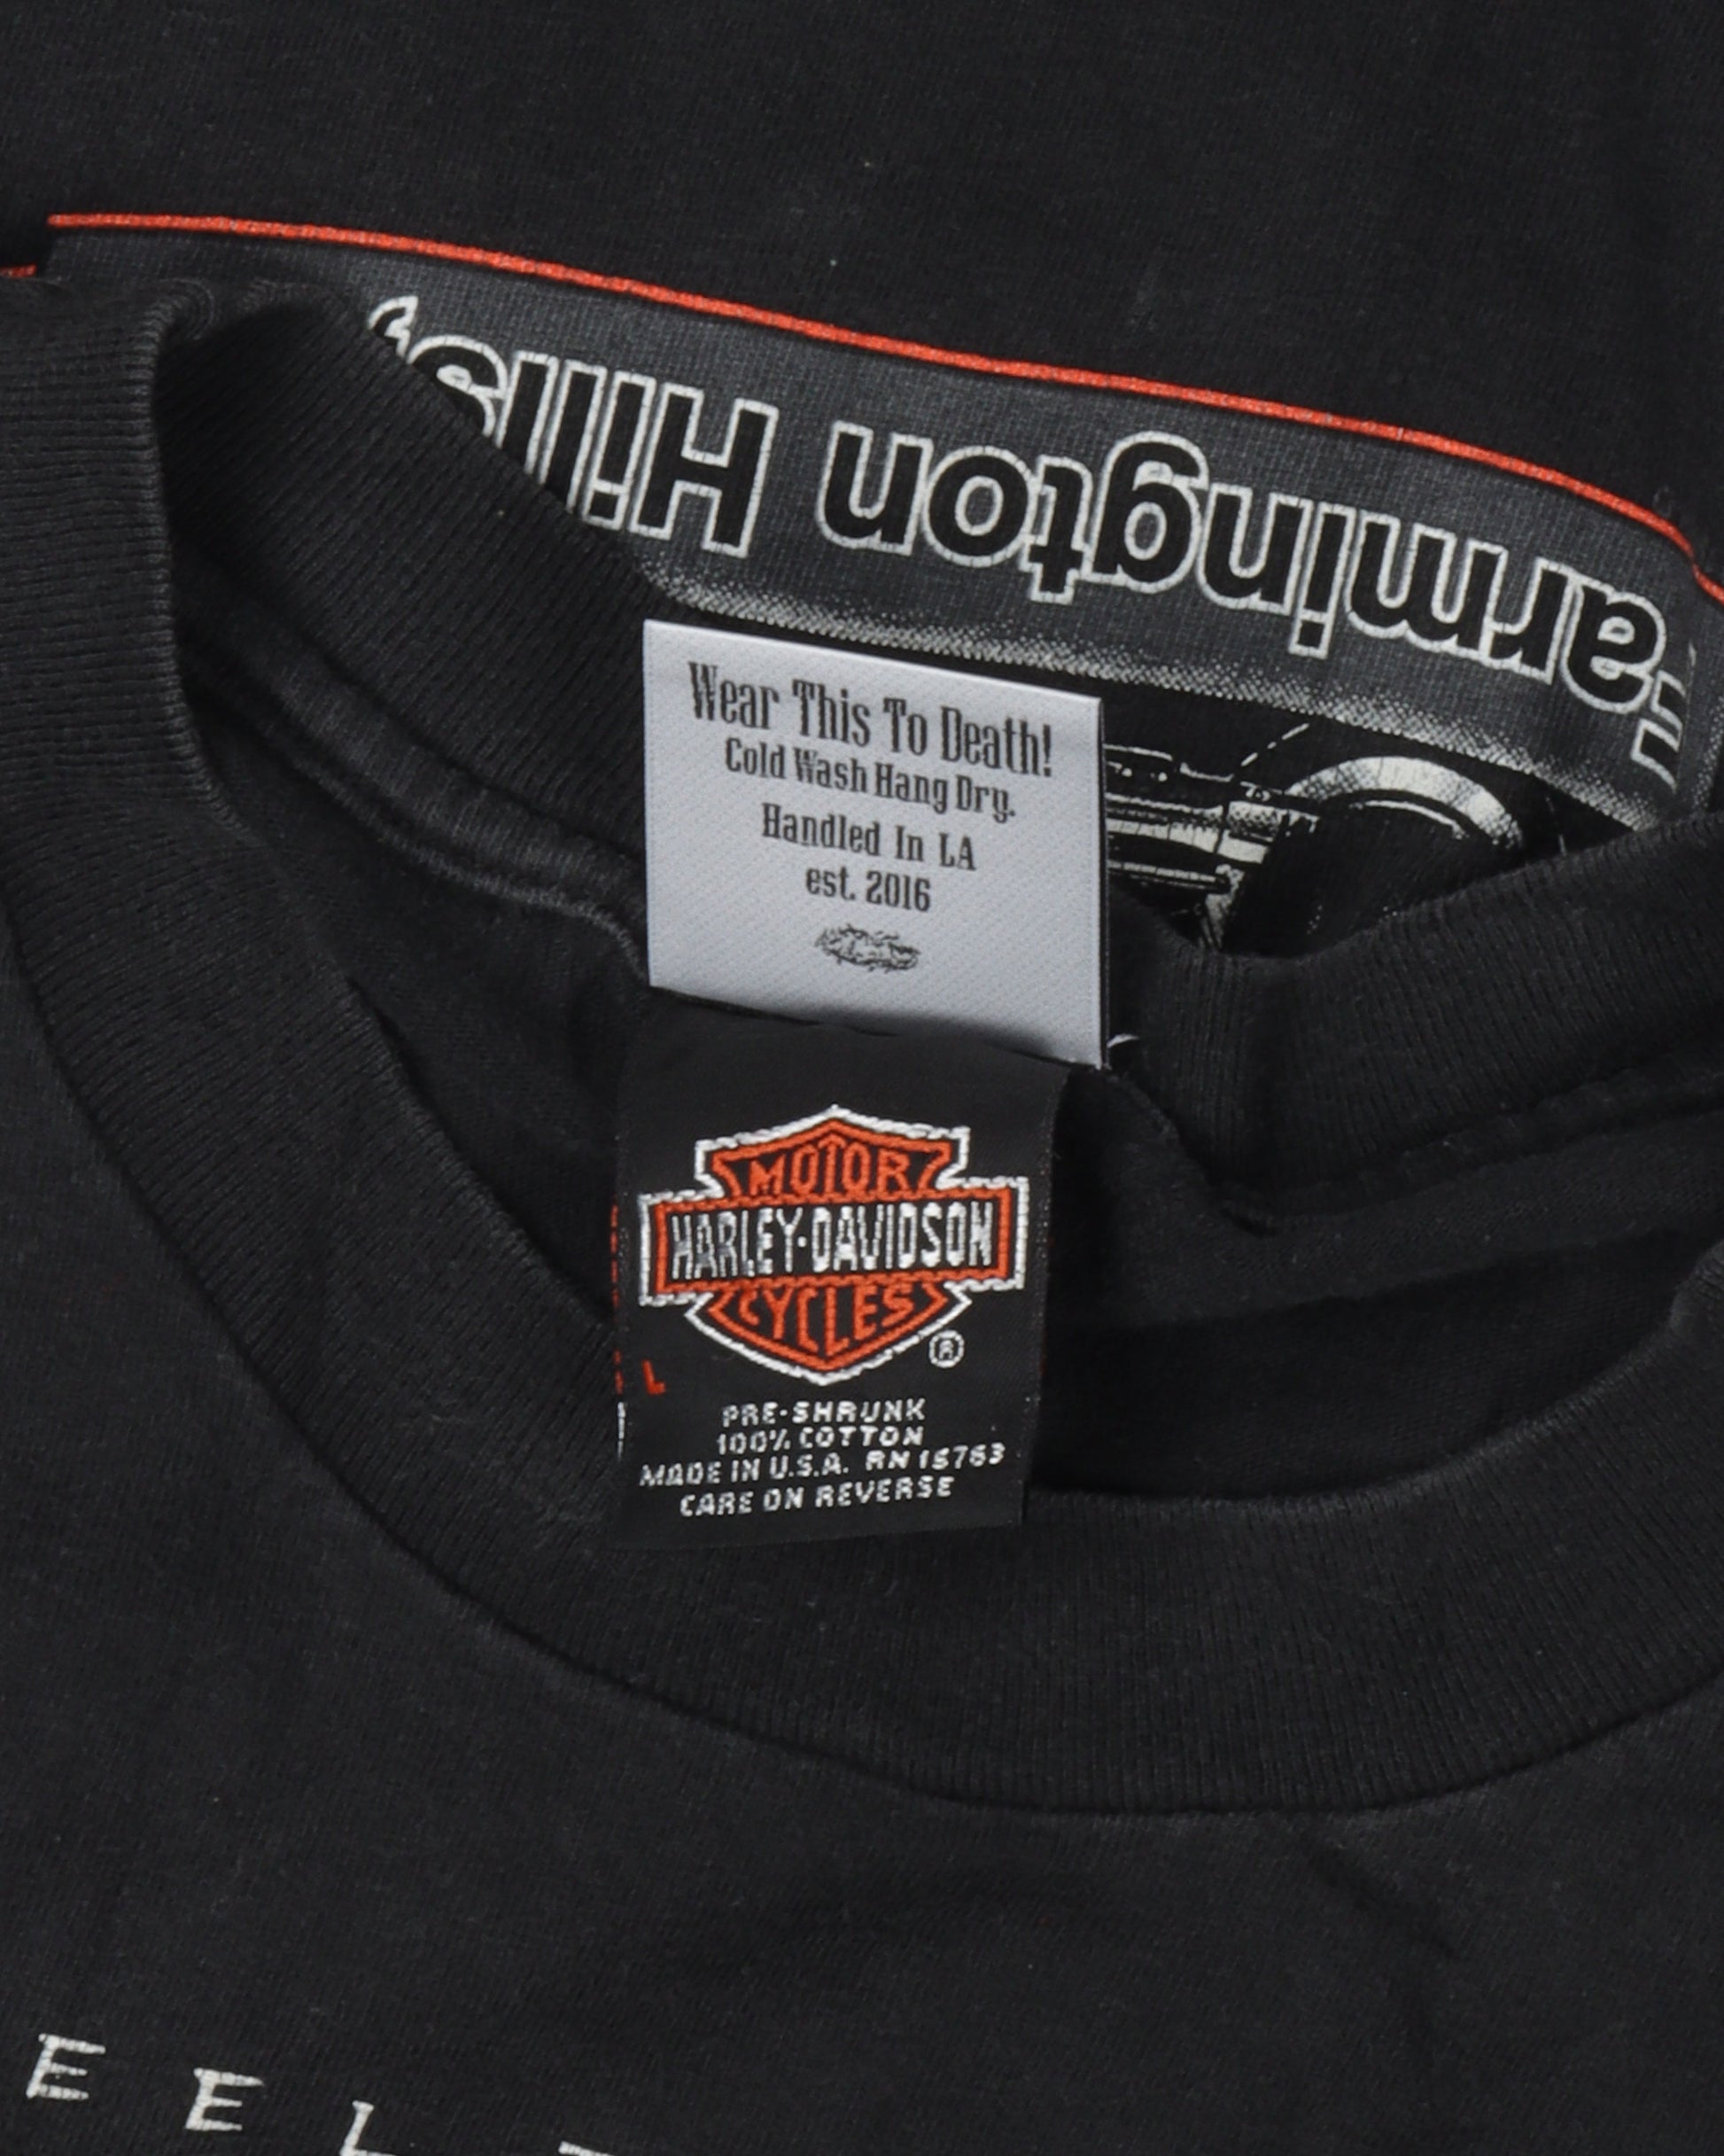 Farmington Hills,
Wear This To Death!
Cold Wash Hang Dry.
Handled In LA
est. 2016
MOTOR
HARLEY-DAVIDSON
CYCLES
®
L
PRE-SHRUNK
100% COTTON
MADE IN U.S.A. RN 15763
CARE ON REVERSE
E E L